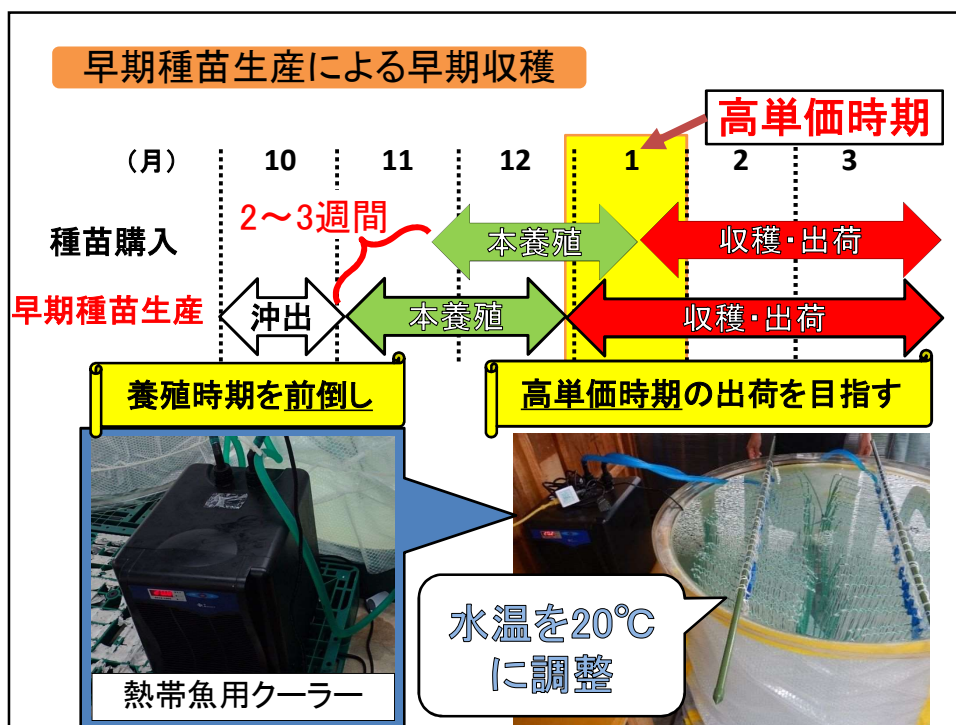 早期種苗生産による早期収穫
高単価時期
（月） 10 11 12 1 2 3
2～3週間
種苗購入 本養殖 収穫・出荷
早期種苗生産 沖出 本養殖 収穫・出荷
養殖時期を前倒し
高単価時期の出荷を目指す
水温を20℃
に調整
熱帯魚用クーラー